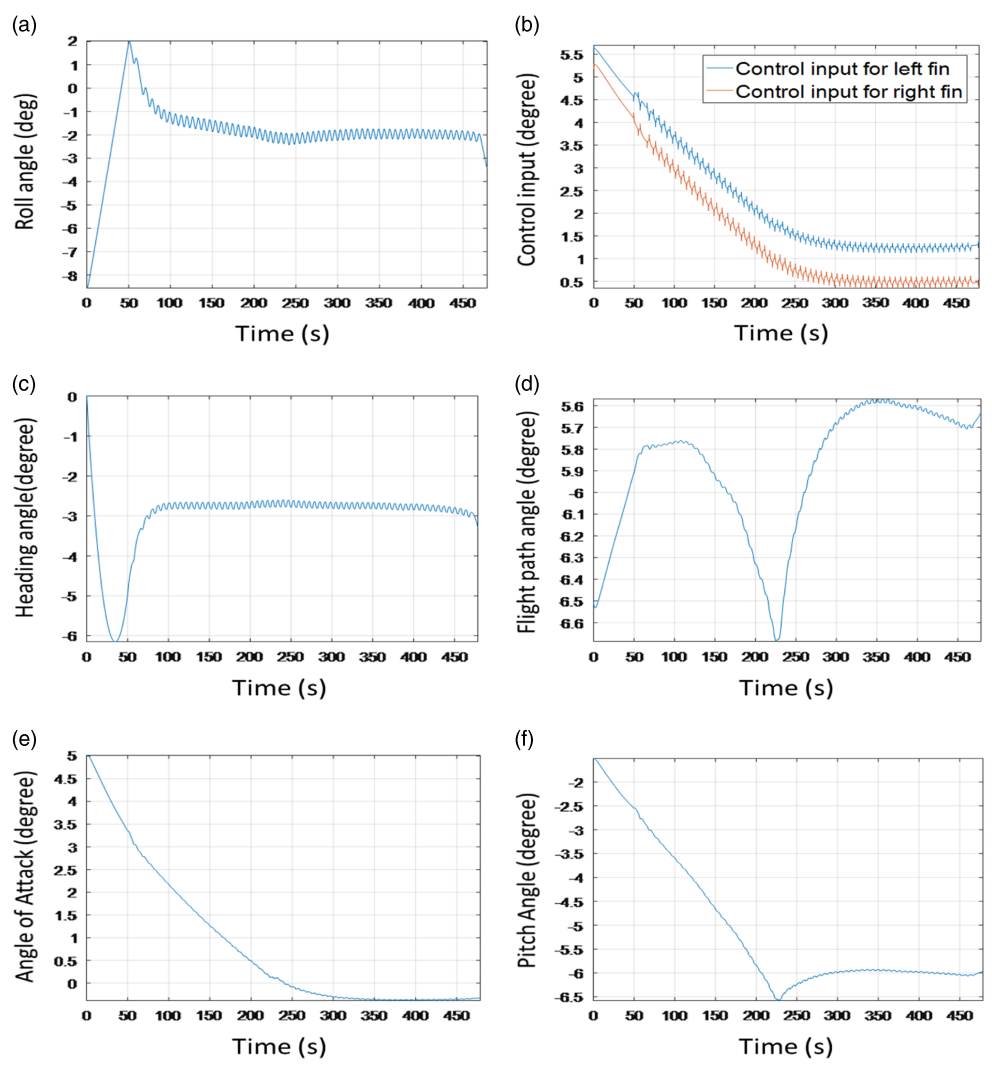 (a)
Roll angle (deg)
2
1
0
-1
-2
-3
-4
-5
-6
-7
-8
0 50 100 150 200 250 300 350 400 450
Time (s)
(b)
Control input (degree)
5.5
5
4.5
4
3.5
3
2.5
2
1.5
1
0.5
Control input for left fin
Control input for right fin
0 50 100 150 200 250 300 350 400 450
Time (s)
(c)
Heading angle(degree)
0
-1
-2
-3
-4
-5
-6
0 50 100 150 200 250 300 350 400 450
Time (s)
(d)
Flight path angle (degree)
5.6
5.7
5.8
5.9
-6
6.1
6.2
6.3
6.4
6.5
6.6
0 50 100 150 200 250 300 350 400 450
Time (s)
(e)
Angle of Attack (degree)
5
4.5
4
3.5
3
2.5
2
1.5
1
0.5
0
0 50 100 150 200 250 300 350 400 450
Time (s)
(f)
Pitch Angle (degree)
-2
-2.5
-3
-3.5
-4
-4.5
-5
-5.5
-6
-6.5
0 50 100 150 200 250 300 350 400 450
Time (s)